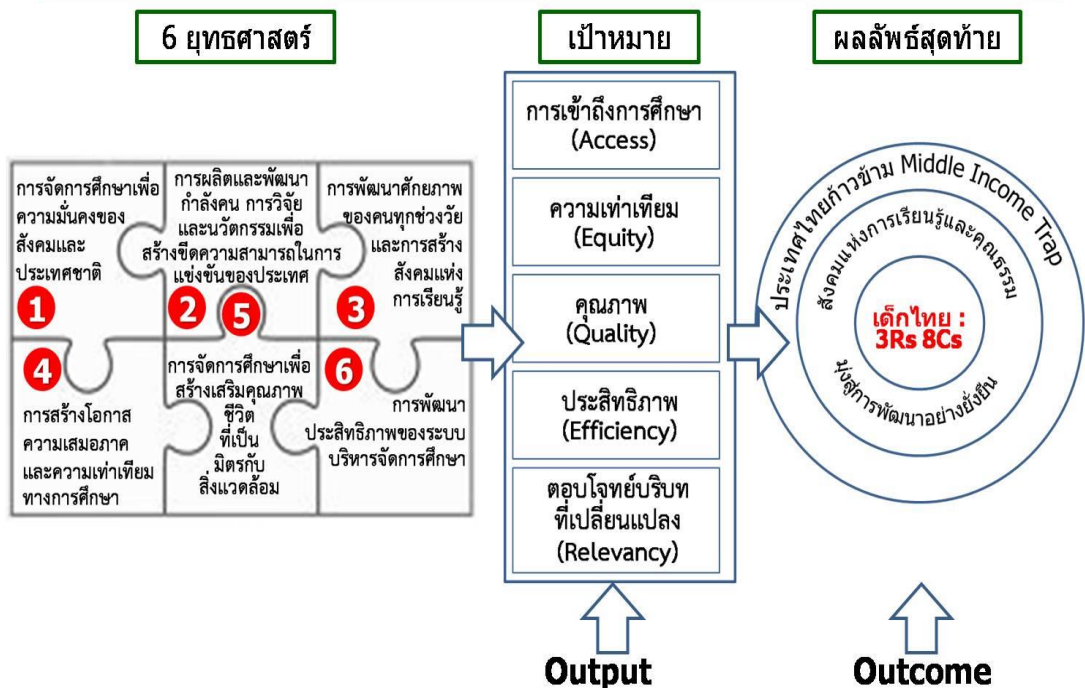 6 ยุทธศาสตร์
เป้าหมาย
ผลลัพธ์สุดท้าย
การจัดการศึกษาเพื่อ
ความมั่นคงของ
สังคมและ
ประเทศชาติ
1
การผลิตและพัฒนา
กำลังคน การวิจัย
และนวัตกรรมเพื่อ
สร้างขีดความสามารถในการ
แข่งขันของประเทศ
2
การพัฒนาศักยภาพ
ของคนทุกช่วงวัย
และการสร้าง
สังคมแห่ง
การเรียนรู้
3
4
การสร้างโอกาส
ความเสมอภาค
และความเท่าเทียม
ทางการศึกษา
5
การจัดการศึกษาเพื่อ
สร้างเสริมคุณภาพ
ชีวิต
ที่เป็น
มิตรกับ
สิ่งแวดล้อม
6
การพัฒนา
ประสิทธิภาพของระบบ
บริหารจัดการศึกษา
การเข้าถึงการศึกษา
(Access)
ความเท่าเทียม
(Equity)
คุณภาพ
(Quality)
ประสิทธิภาพ
(Efficiency)
ตอบโจทย์บริบท
ที่เปลี่ยนแปลง
(Relevancy)
ประเทศไทยก้าวข้าม Middle Income Trap
สังคมแห่งการเรียนรู้และคุณธรรม
เด็กไทย :
3Rs 8Cs
มุ่งสู่การพัฒนาอย่างยั่งยืน
Output
Outcome